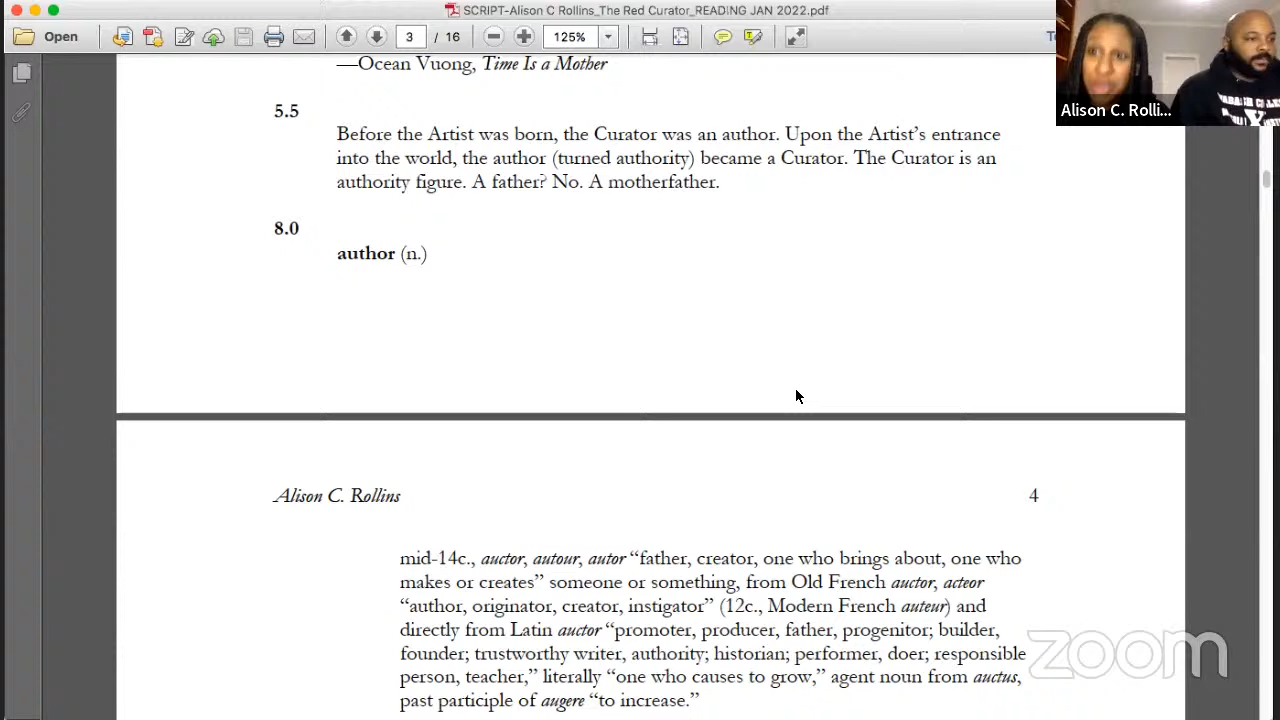 SCRIPT-Alison C Rollins_The Red Curator_READING JAN 2022.pdf
Open
3 / 16
125%
Alison C. Rolli...
—Ocean Vuong, Time Is a Mother
5.5
Before the Artist was born, the Curator was an author. Upon the Artist’s entrance
into the world, the author (turned authority) became a Curator. The Curator is an
authority figure. A father? No. A motherfather.
8.0
author (n.)
Alison C. Rollins 4
mid-14c., auctor, autour, autor “father, creator, one who brings about, one who
makes or creates” someone or something, from Old French auctor, acteor
“author, originator, creator, instigator” (12c., Modern French auteur) and
directly from Latin auctor “promoter, producer, father, progenitor; builder,
founder; trustworthy writer, authority; historian; performer, doer; responsible
person, teacher,” literally “one who causes to grow,” agent noun from auctus,
past participle of augere “to increase.”
zoom